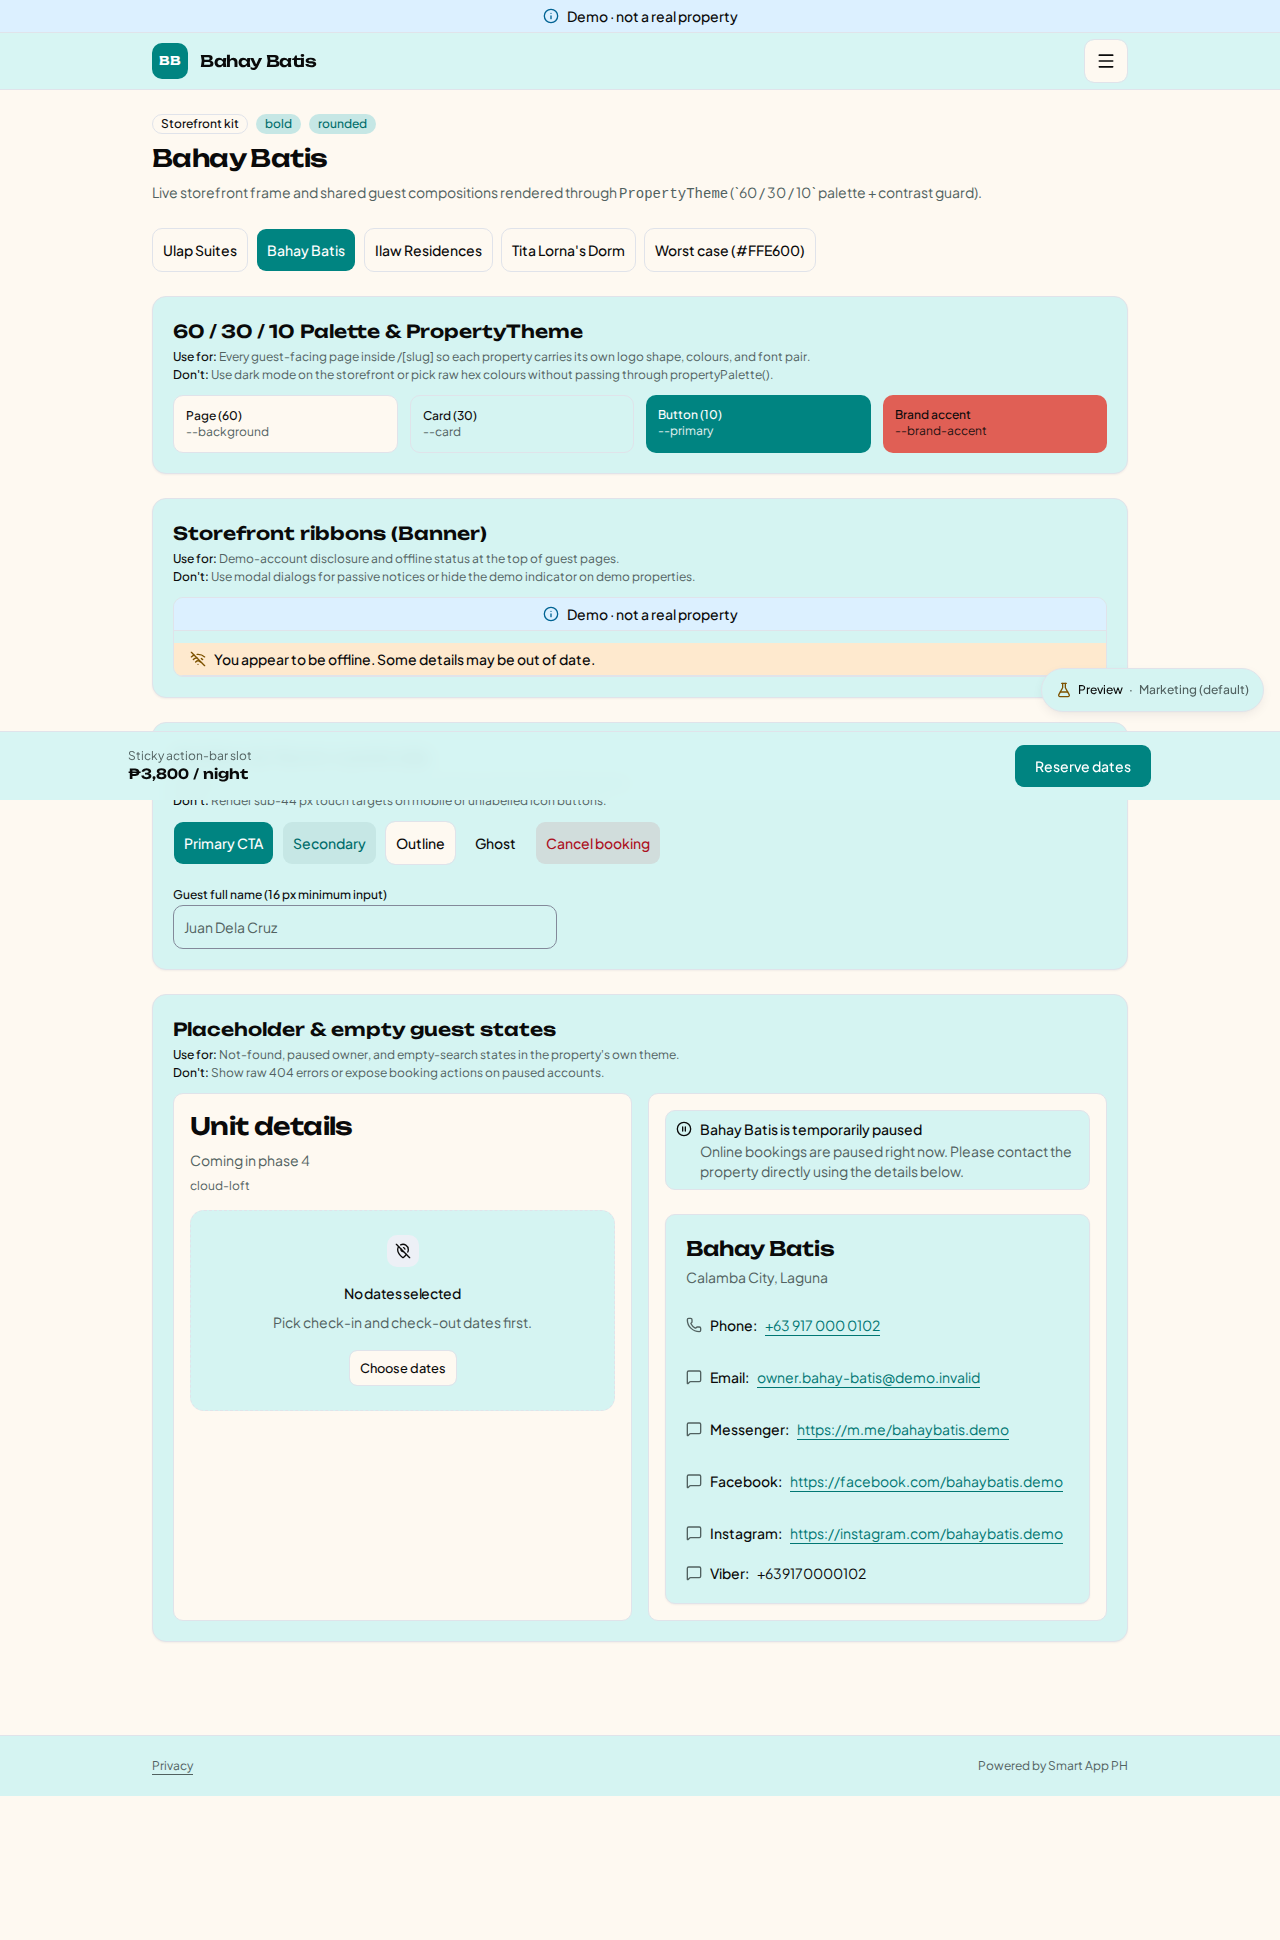 Demo · not a real property
BB
Bahay Batis
Storefront kit
bold
rounded
Bahay Batis
Live storefront frame and shared guest compositions rendered through PropertyTheme (`60 / 30 / 10` palette + contrast guard).
Ulap Suites
Bahay Batis
Ilaw Residences
Tita Lorna's Dorm
Worst case (#FFE600)
60 / 30 / 10 Palette & PropertyTheme
Use for: Every guest-facing page inside /[slug] so each property carries its own logo shape, colours, and font pair.
Don't: Use dark mode on the storefront or pick raw hex colours without passing through propertyPalette().
Page (60)
--background
Card (30)
--card
Button (10)
--primary
Brand accent
--brand-accent
Storefront ribbons (Banner)
Use for: Demo-account disclosure and offline status at the top of guest pages.
Don't: Use modal dialogs for passive notices or hide the demo indicator on demo properties.
Demo · not a real property
You appear to be offline. Some details may be out of date.
Preview · Marketing (default)
Sticky action-bar slot
₱3,800 / night
Reserve dates
Don't: Render sub-44 px touch targets on mobile or unlabelled icon buttons.
Primary CTA
Secondary
Outline
Ghost
Cancel booking
Guest full name (16 px minimum input)
Juan Dela Cruz
Placeholder & empty guest states
Use for: Not-found, paused owner, and empty-search states in the property's own theme.
Don't: Show raw 404 errors or expose booking actions on paused accounts.
Unit details
Coming in phase 4
cloud-loft
No dates selected
Pick check-in and check-out dates first.
Choose dates
Bahay Batis is temporarily paused
Online bookings are paused right now. Please contact the
property directly using the details below.
Bahay Batis
Calamba City, Laguna
Phone: +63 917 000 0102
Email: owner.bahay-batis@demo.invalid
Messenger: https://m.me/bahaybatis.demo
Facebook: https://facebook.com/bahaybatis.demo
Instagram: https://instagram.com/bahaybatis.demo
Viber: +639170000102
Privacy
Powered by Smart App PH